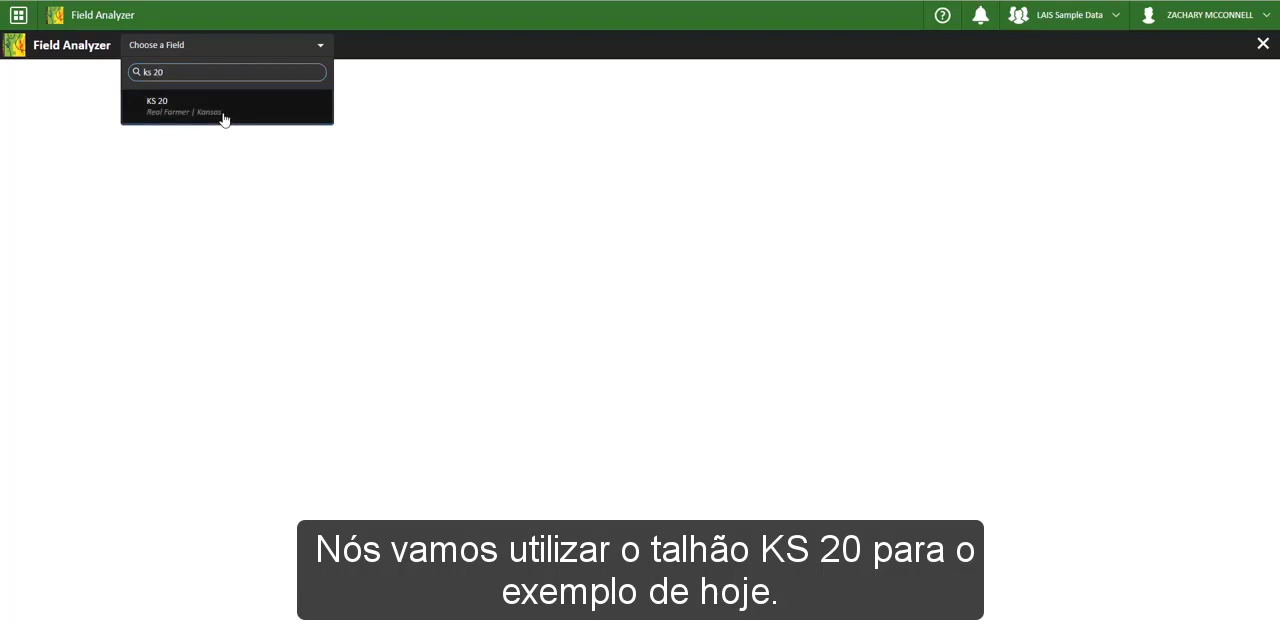 Field Analyzer
LAIS Sample Data
ZACHARY MCCONNELL
Field Analyzer
Choose a Field
ks 20
KS 20
Real Farmer | Kansas
Nós vamos utilizar o talhão KS 20 para o
exemplo de hoje.